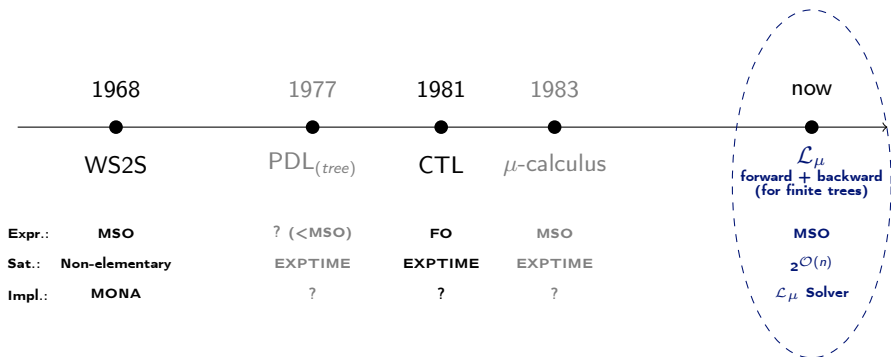 1968 1977 1981 1983 now
WS2S PDL(tree) CTL μ-calculus ℒμ
forward + backward
(for finite trees)
Expr.: MSO ? (<MSO) FO MSO MSO
Sat.: Non-elementary EXPTIME EXPTIME EXPTIME 2^𝒪(n)
Impl.: MONA ? ? ? ℒμ Solver